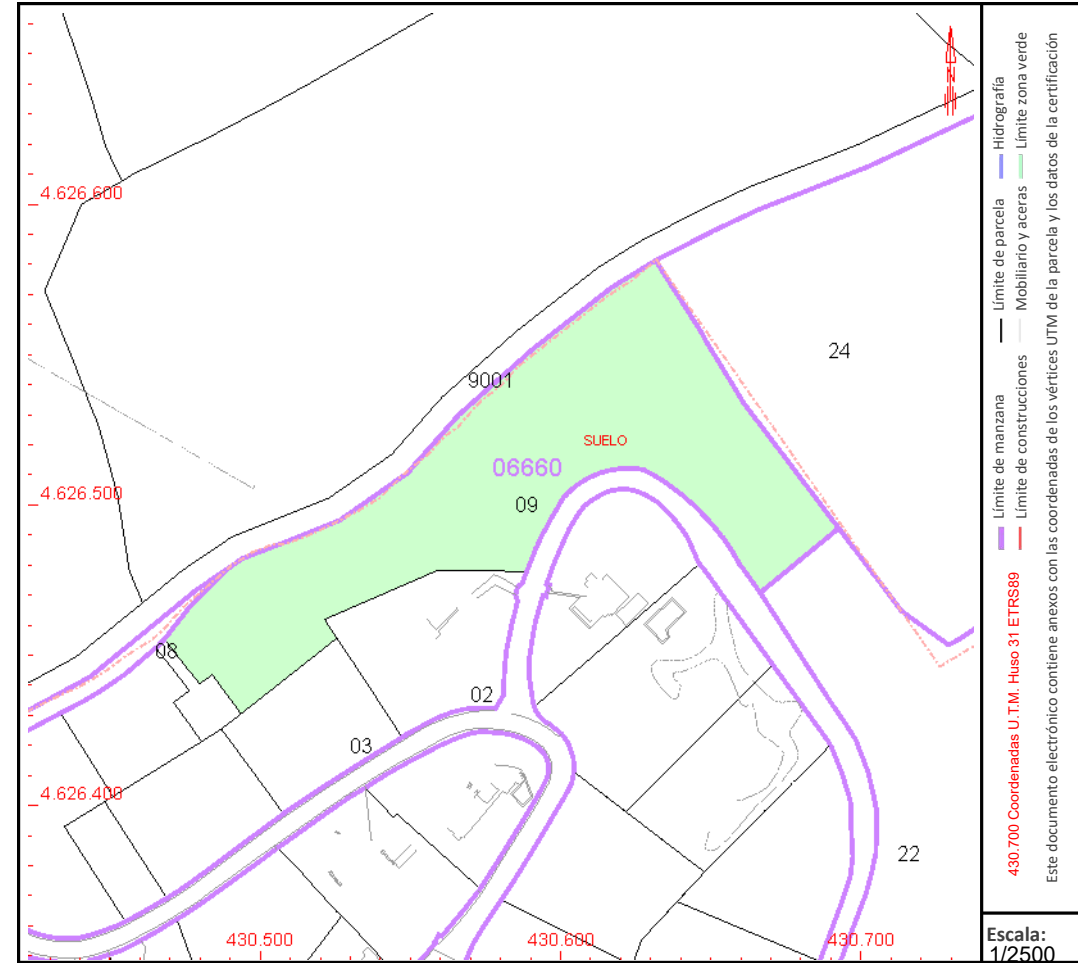 N
4.626.600
24
9001
SUELO
06660
4.626.500
09
08
02
03
4.626.400
22
430.500
430.600
430.700
430.700 Coordenadas U.T.M. Huso 31 ETRS89
Límite de manzana
Límite de parcela
Hidrografía
Límite de construcciones
Mobiliario y aceras
Límite zona verde
Este documento electrónico contiene anexos con las coordenadas de los vértices UTM de la parcela y los datos de la certificación
Escala:
1/2500